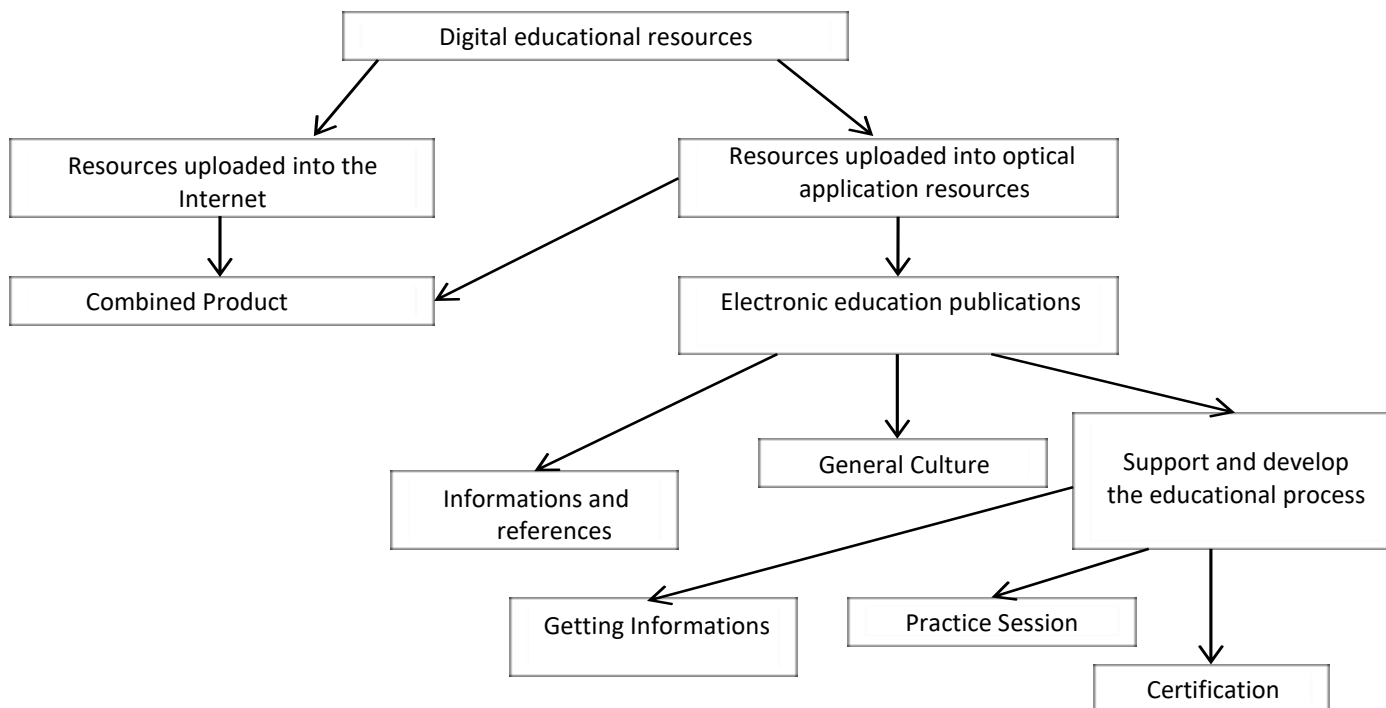 Digital educational resources
Resources uploaded into the
Internet
Resources uploaded into optical
application resources
Combined Product
Electronic education publications
General Culture
Support and develop
the educational process
Informations and
references
Getting Informations
Practice Session
Certification